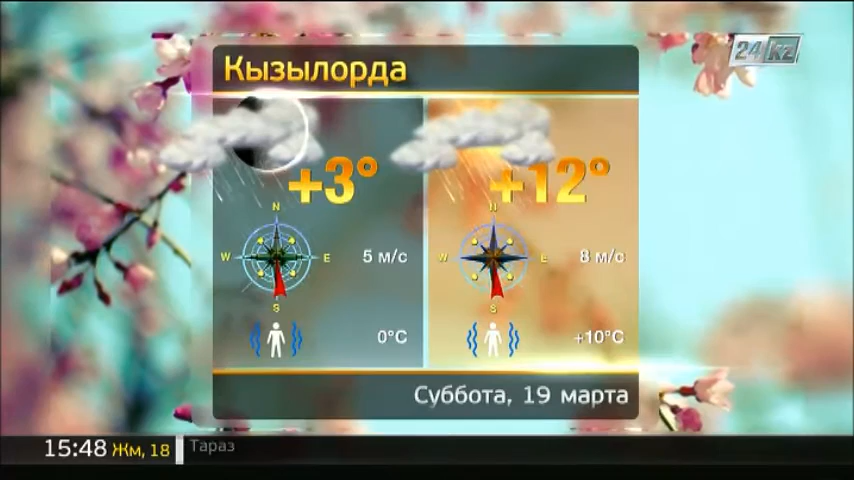 Кызылорда
24 KZ
+3°
+12°
N
W E
S
5 м/с
N
W E
S
8 м/с
0°C
+10°C
Суббота, 19 марта
15:48 Жм, 18 Тараз